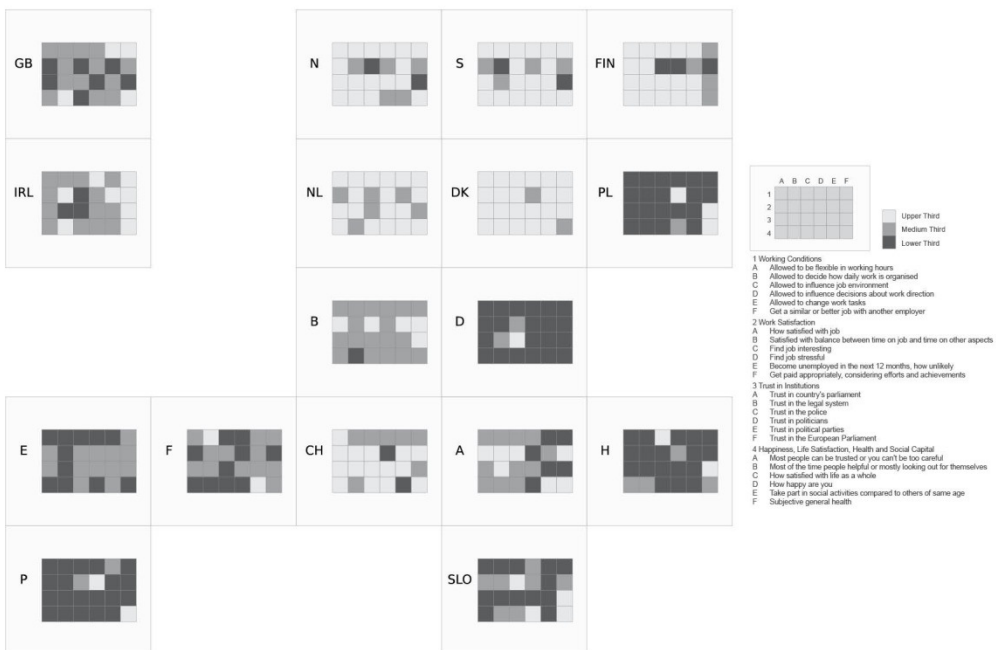 GB
N
S
FIN
IRL
NL
DK
PL
A B C D E F
1
2
3
4
Upper Third
Medium Third
Lower Third
1 Working Conditions
A Allowed to be flexible in working hours
B Allowed to decide how daily work is organised
C Allowed to influence job environment
D Allowed to influence decisions about work direction
E Allowed to change work tasks
F Get a similar or better job with another employer
2 Work Satisfaction
A How satisfied with job
B Satisfied with balance between time on job and time on other aspects
C Find job interesting
D Find job stressful
E Become unemployed in the next 12 months, how unlikely
F Get paid appropriately, considering efforts and achievements
3 Trust in Institutions
A Trust in country's parliament
B Trust in the legal system
C Trust in the police
D Trust in politicians
E Trust in political parties
F Trust in the European Parliament
4 Happiness, Life Satisfaction, Health and Social Capital
A Most people can be trusted or you can't be too careful
B Most of the time people helpful or mostly looking out for themselves
C How satisfied with life as a whole
D How happy are you
E Take part in social activities compared to others of same age
F Subjective general health
B
D
E
F
CH
A
H
P
SLO